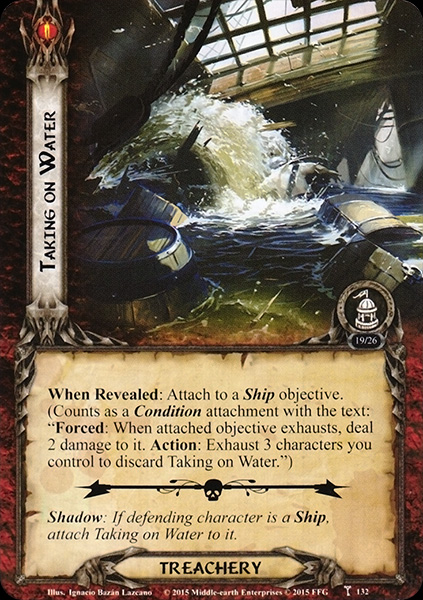 Taking on Water
19/26
When Revealed: Attach to a Ship objective.
(Counts as a Condition attachment with the text:
“Forced: When attached objective exhausts, deal
2 damage to it. Action: Exhaust 3 characters you
control to discard Taking on Water.”)
Shadow: If defending character is a Ship,
attach Taking on Water to it.
TREACHERY
Illus. Ignacio Bazán Lazcano © 2015 Middle-earth Enterprises © 2015 FFG 132